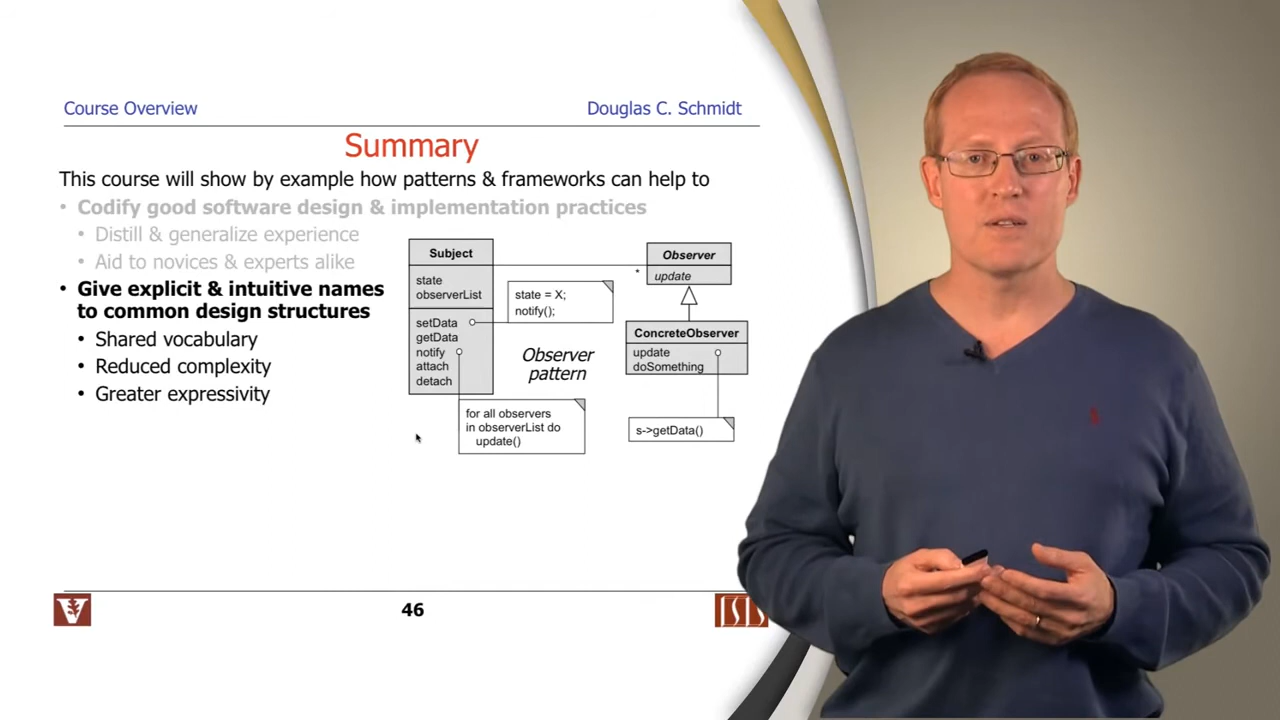 Course Overview
Douglas C. Schmidt
Summary
This course will show by example how patterns & frameworks can help to
• Codify good software design & implementation practices
• Distill & generalize experience
• Aid to novices & experts alike
• Give explicit & intuitive names
to common design structures
• Shared vocabulary
• Reduced complexity
• Greater expressivity
Subject
state
observerList
setData
getData
notify
attach
detach
state = X;
notify();
Observer
pattern
for all observers
in observerList do
update()
*
Observer
update
ConcreteObserver
update
doSomething
s->getData()
V
46
ISIS